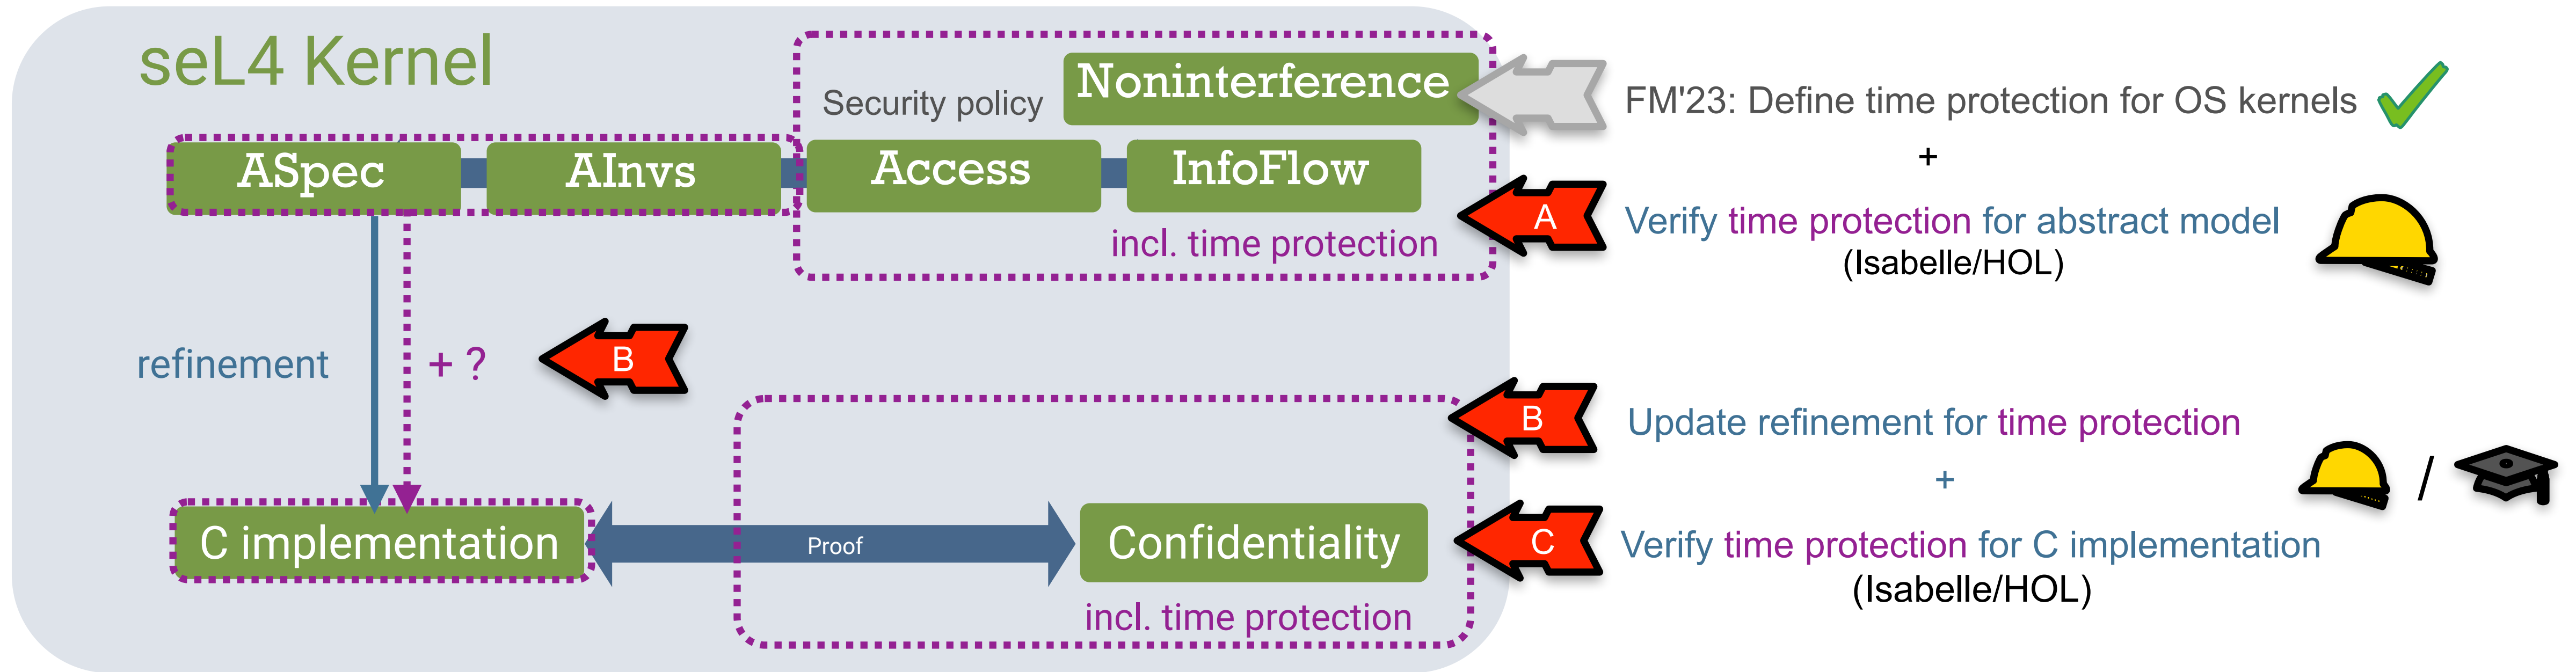 seL4 Kernel
Security policy
Noninterference
ASpec
AInvs
Access
InfoFlow
incl. time protection
refinement
+ ?
B
C implementation
Proof
Confidentiality
incl. time protection
FM'23: Define time protection for OS kernels
+
A
Verify time protection for abstract model
(Isabelle/HOL)
B
Update refinement for time protection
+
/
C
Verify time protection for C implementation
(Isabelle/HOL)